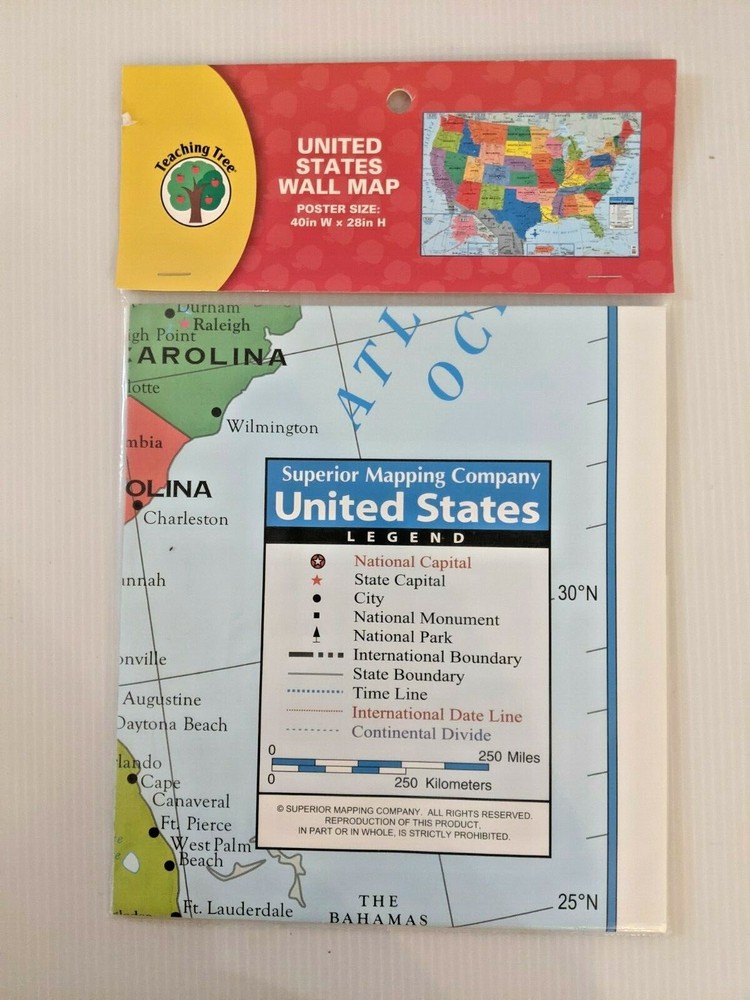 Teaching Tree
UNITED
STATES
WALL MAP
POSTER SIZE:
40in W x 28in H
Durham
Raleigh
igh Point
CAROLINA
lotte
Wilmington
mbia
OLINA
Charleston
annah
onville
Augustine
Daytona Beach
lando
Cape
Canaveral
Ft. Pierce
West Palm
Beach
Ft. Lauderdale
ATL
OC
THE
BAHAMAS
30°N
25°N
Superior Mapping Company
United States
LEGEND
National Capital
State Capital
City
National Monument
National Park
International Boundary
State Boundary
Time Line
International Date Line
Continental Divide
0 250 Miles
0 250 Kilometers
© SUPERIOR MAPPING COMPANY. ALL RIGHTS RESERVED.
REPRODUCTION OF THIS PRODUCT,
IN PART OR IN WHOLE, IS STRICTLY PROHIBITED.